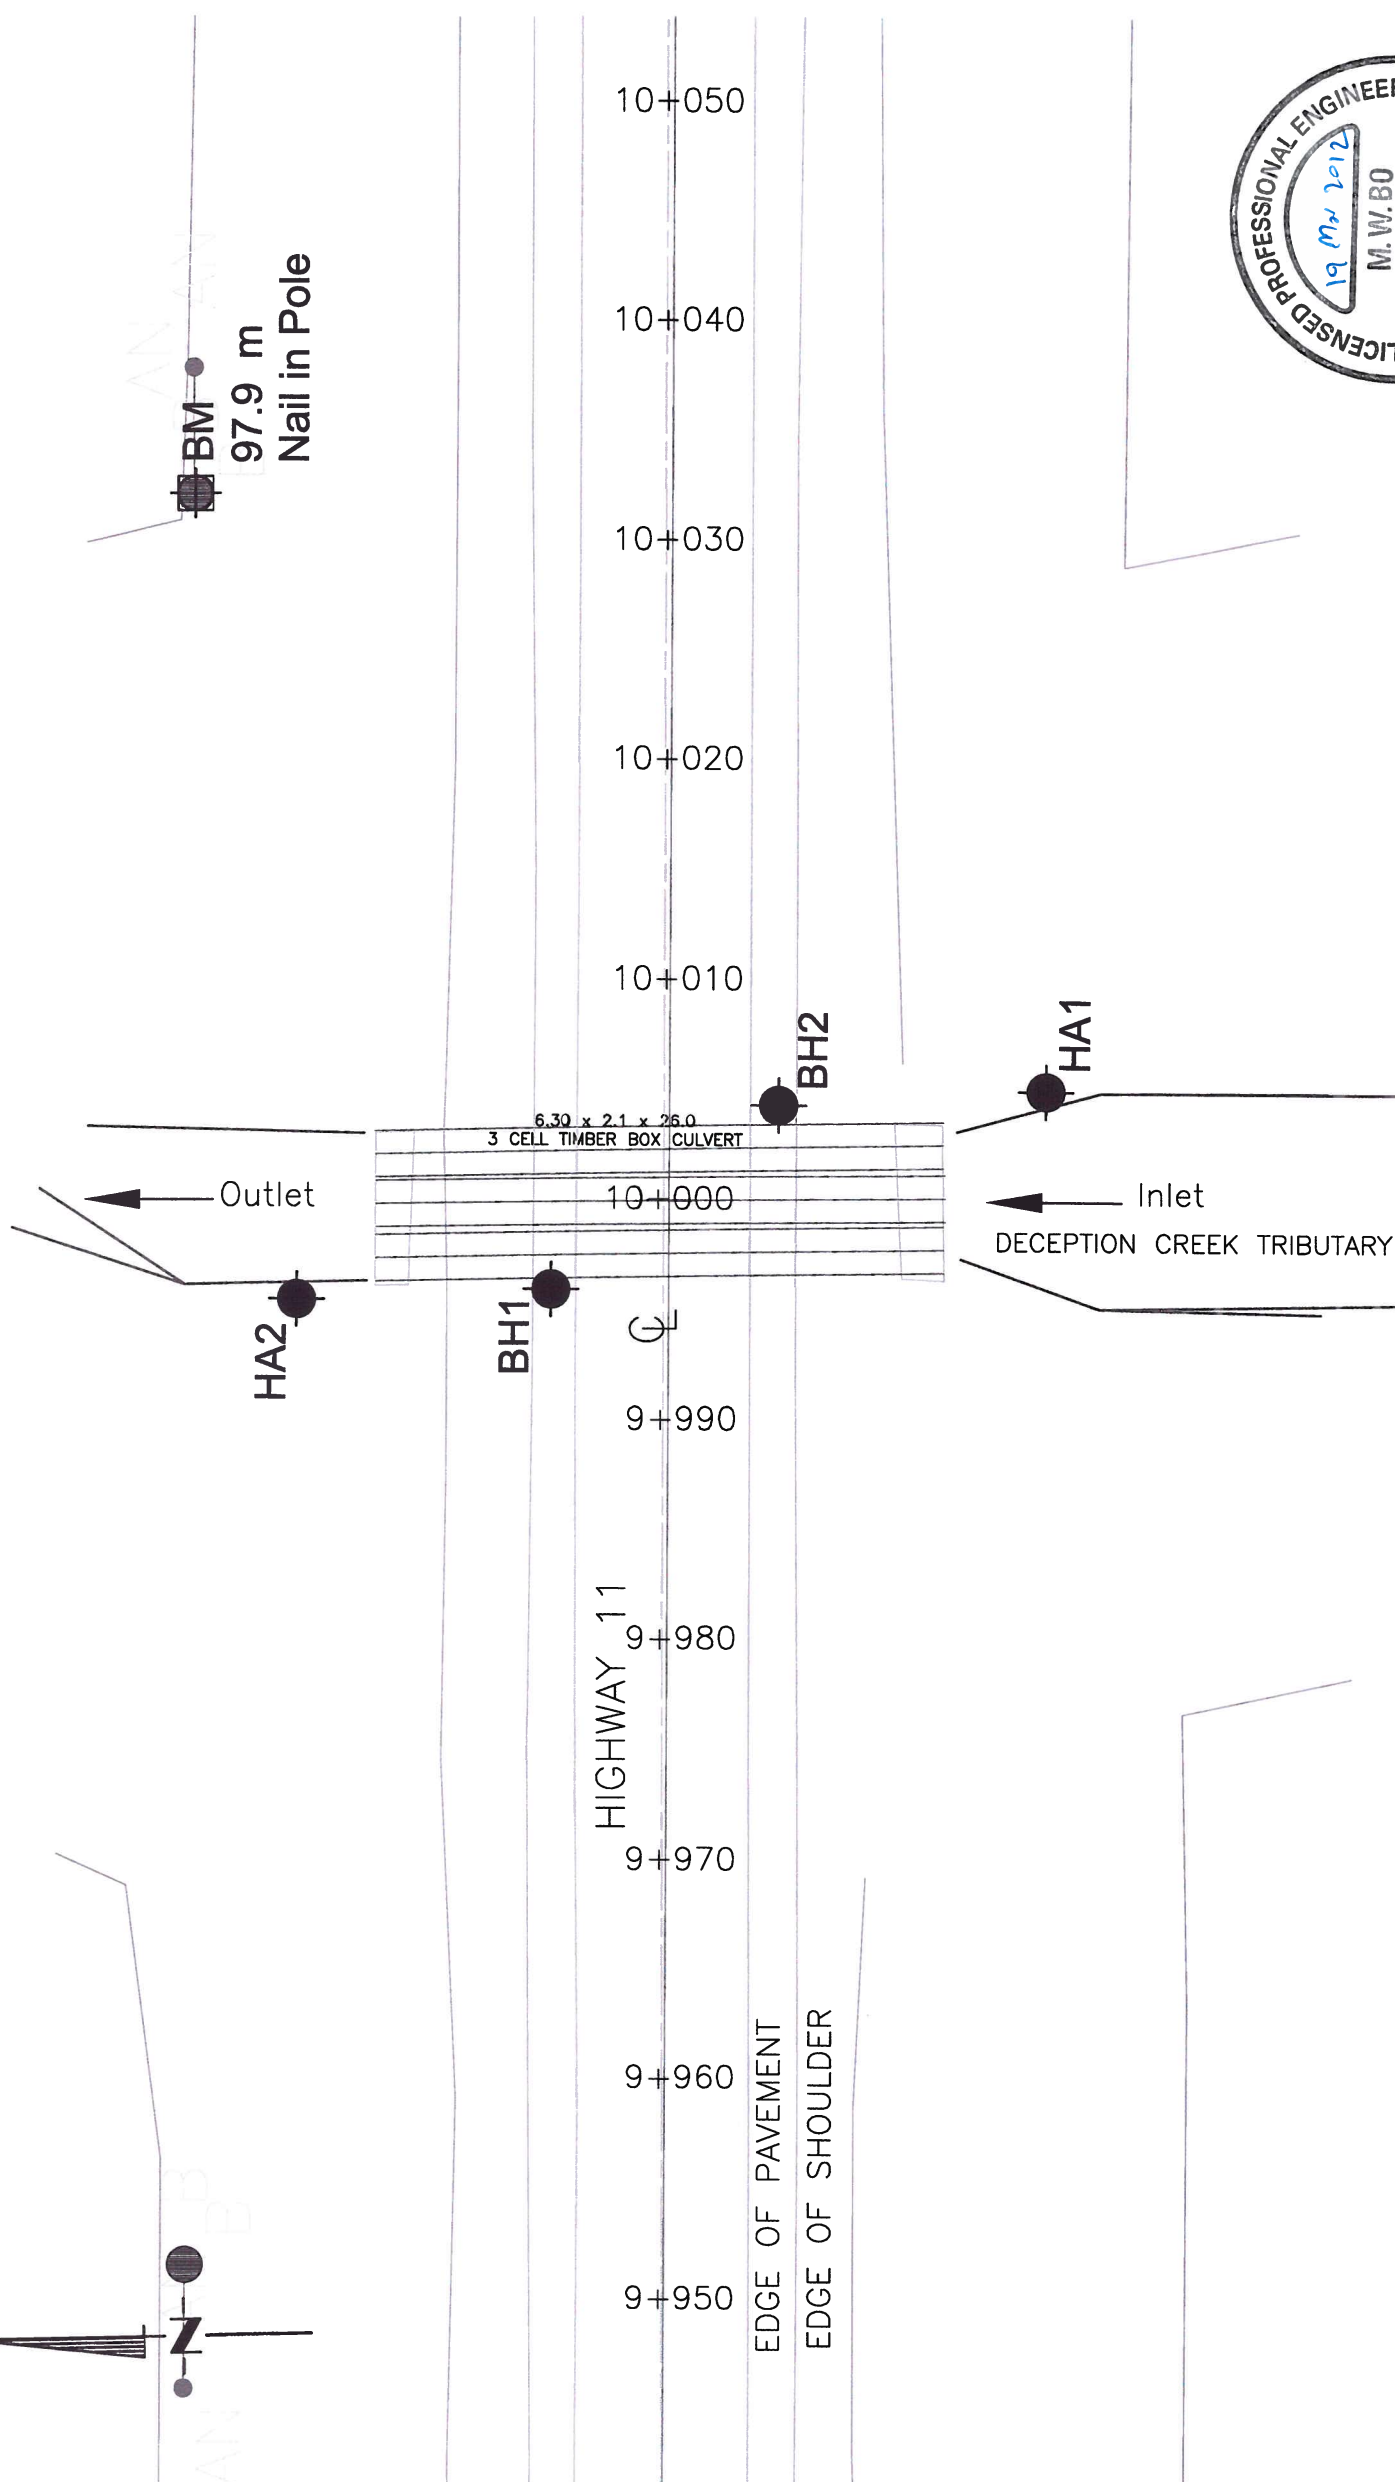 10+050
LICENSED PROFESSIONAL ENGINEER
M.W.BO
10+040
BM
97.9 m
Nail in Pole
10+030
10+020
10+010
BH2
HA1
6.30 x 2.1 x 26.0
3 CELL TIMBER BOX CULVERT
Outlet
10+000
Inlet
DECEPTION CREEK TRIBUTARY
HA2
BH1
CL
9+990
HIGHWAY 11
9+980
9+970
9+960
EDGE OF PAVEMENT
EDGE OF SHOULDER
9+950
N